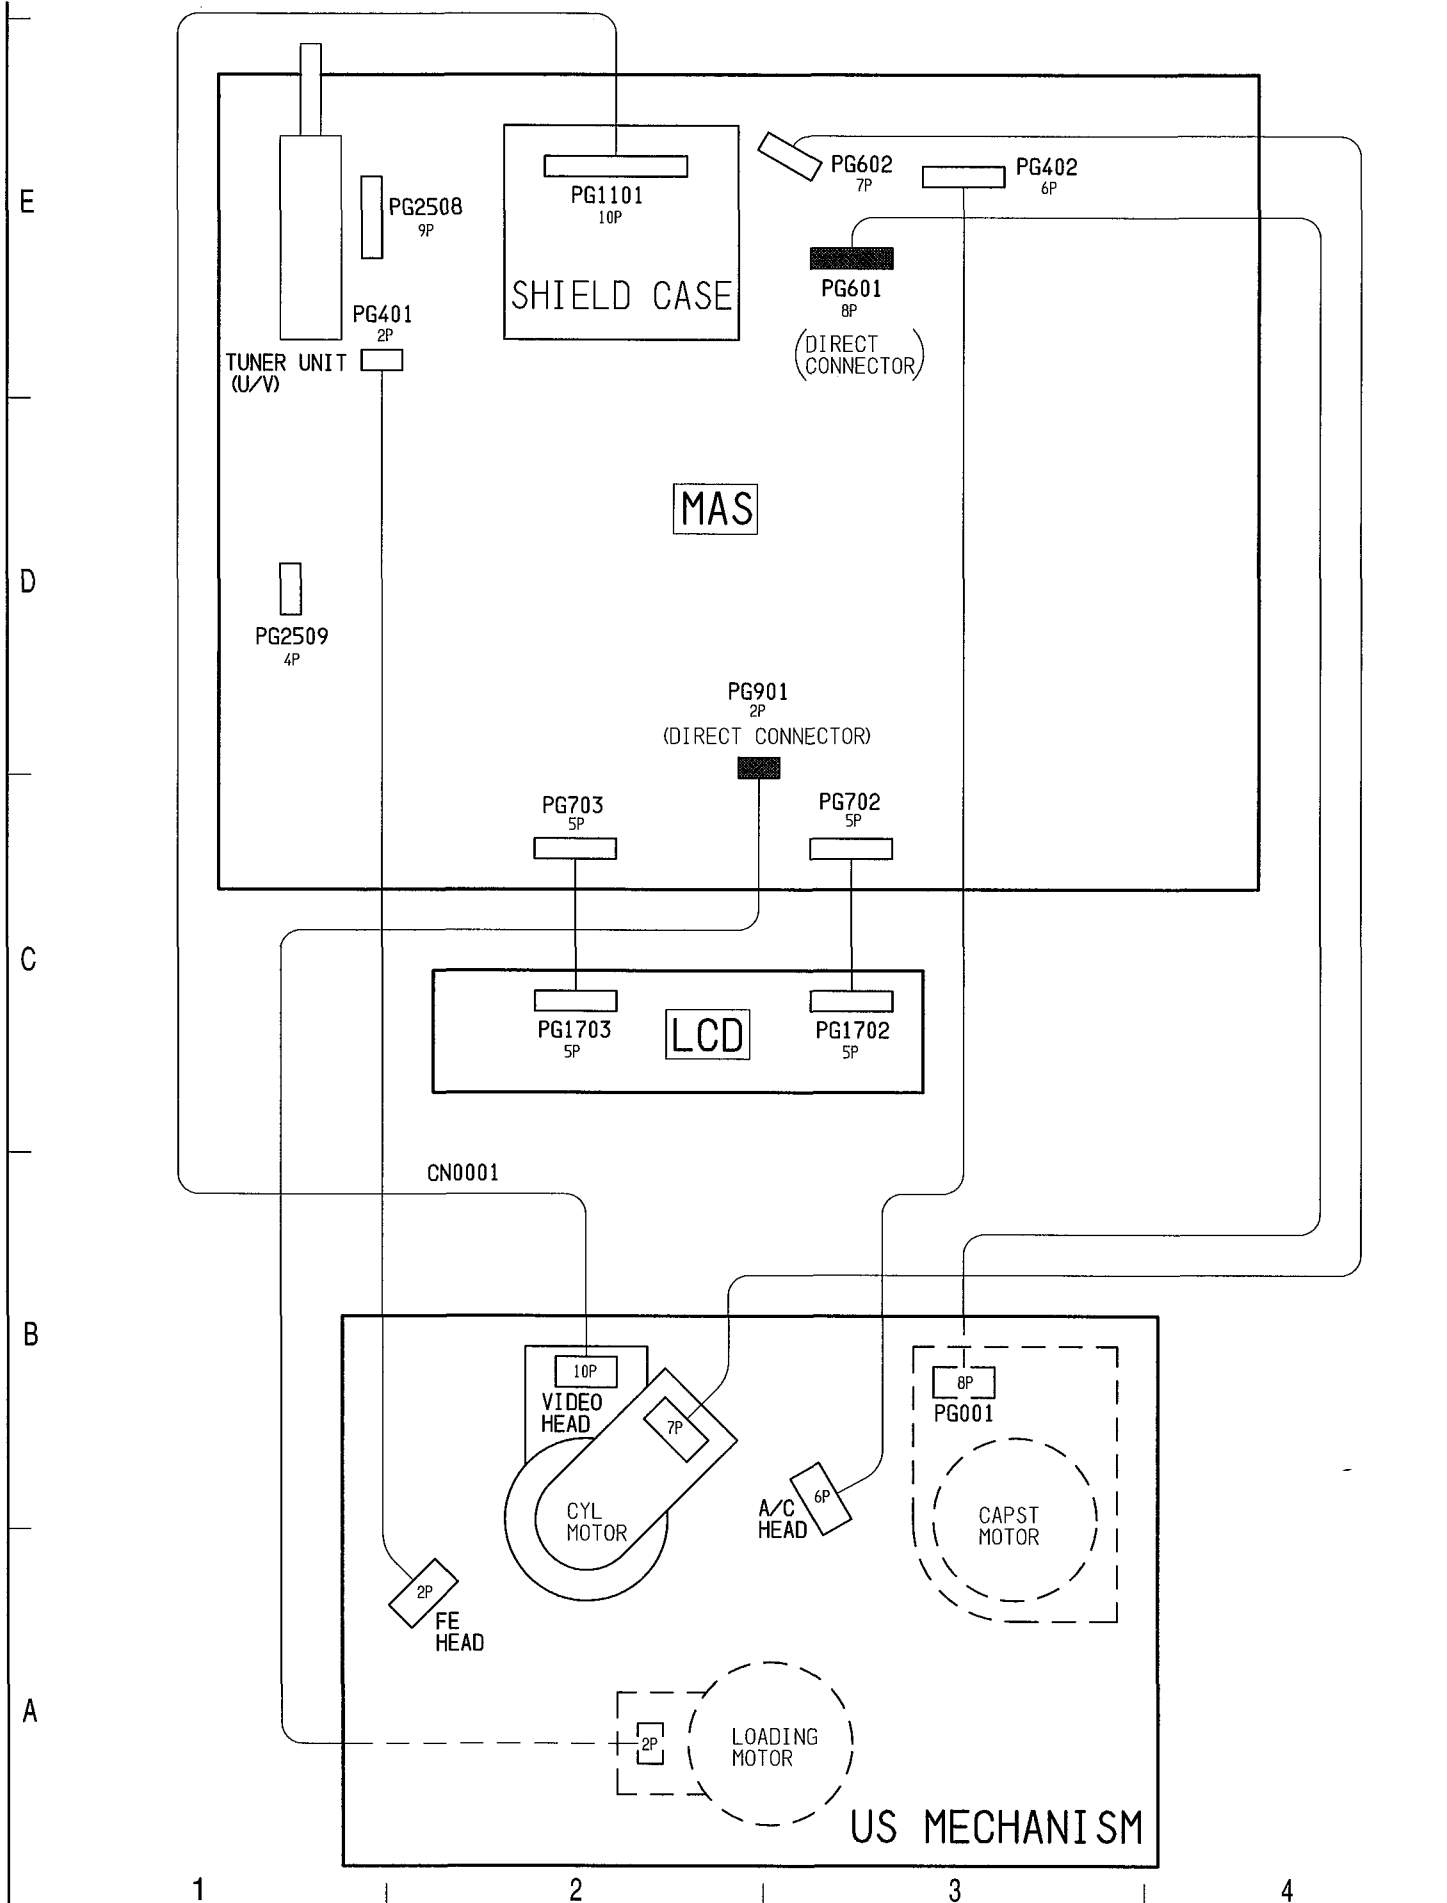 E
PG602
7P
PG402
6P
PG1101
10P
PG2508
9P
SHIELD CASE
PG601
8P
(DIRECT
CONNECTOR)
PG401
2P
TUNER UNIT
(U/V)
MAS
D
PG2509
4P
PG901
2P
(DIRECT CONNECTOR)
PG703
5P
PG702
5P
C
PG1703
5P
LCD
PG1702
5P
CN0001
B
10P
VIDEO
HEAD
7P
8P
PG001
CYL
MOTOR
A/C
HEAD
6P
CAPST
MOTOR
2P
FE
HEAD
A
2P
LOADING
MOTOR
US MECHANISM
1
2
3
4